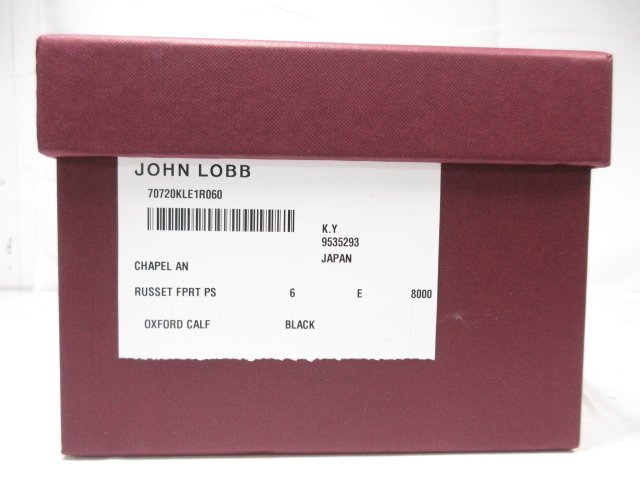 JOHN LOBB
70720KLE1R060
K.Y
9535293
JAPAN
CHAPEL AN
RUSSET FPRT PS 6 E 8000
OXFORD CALF BLACK